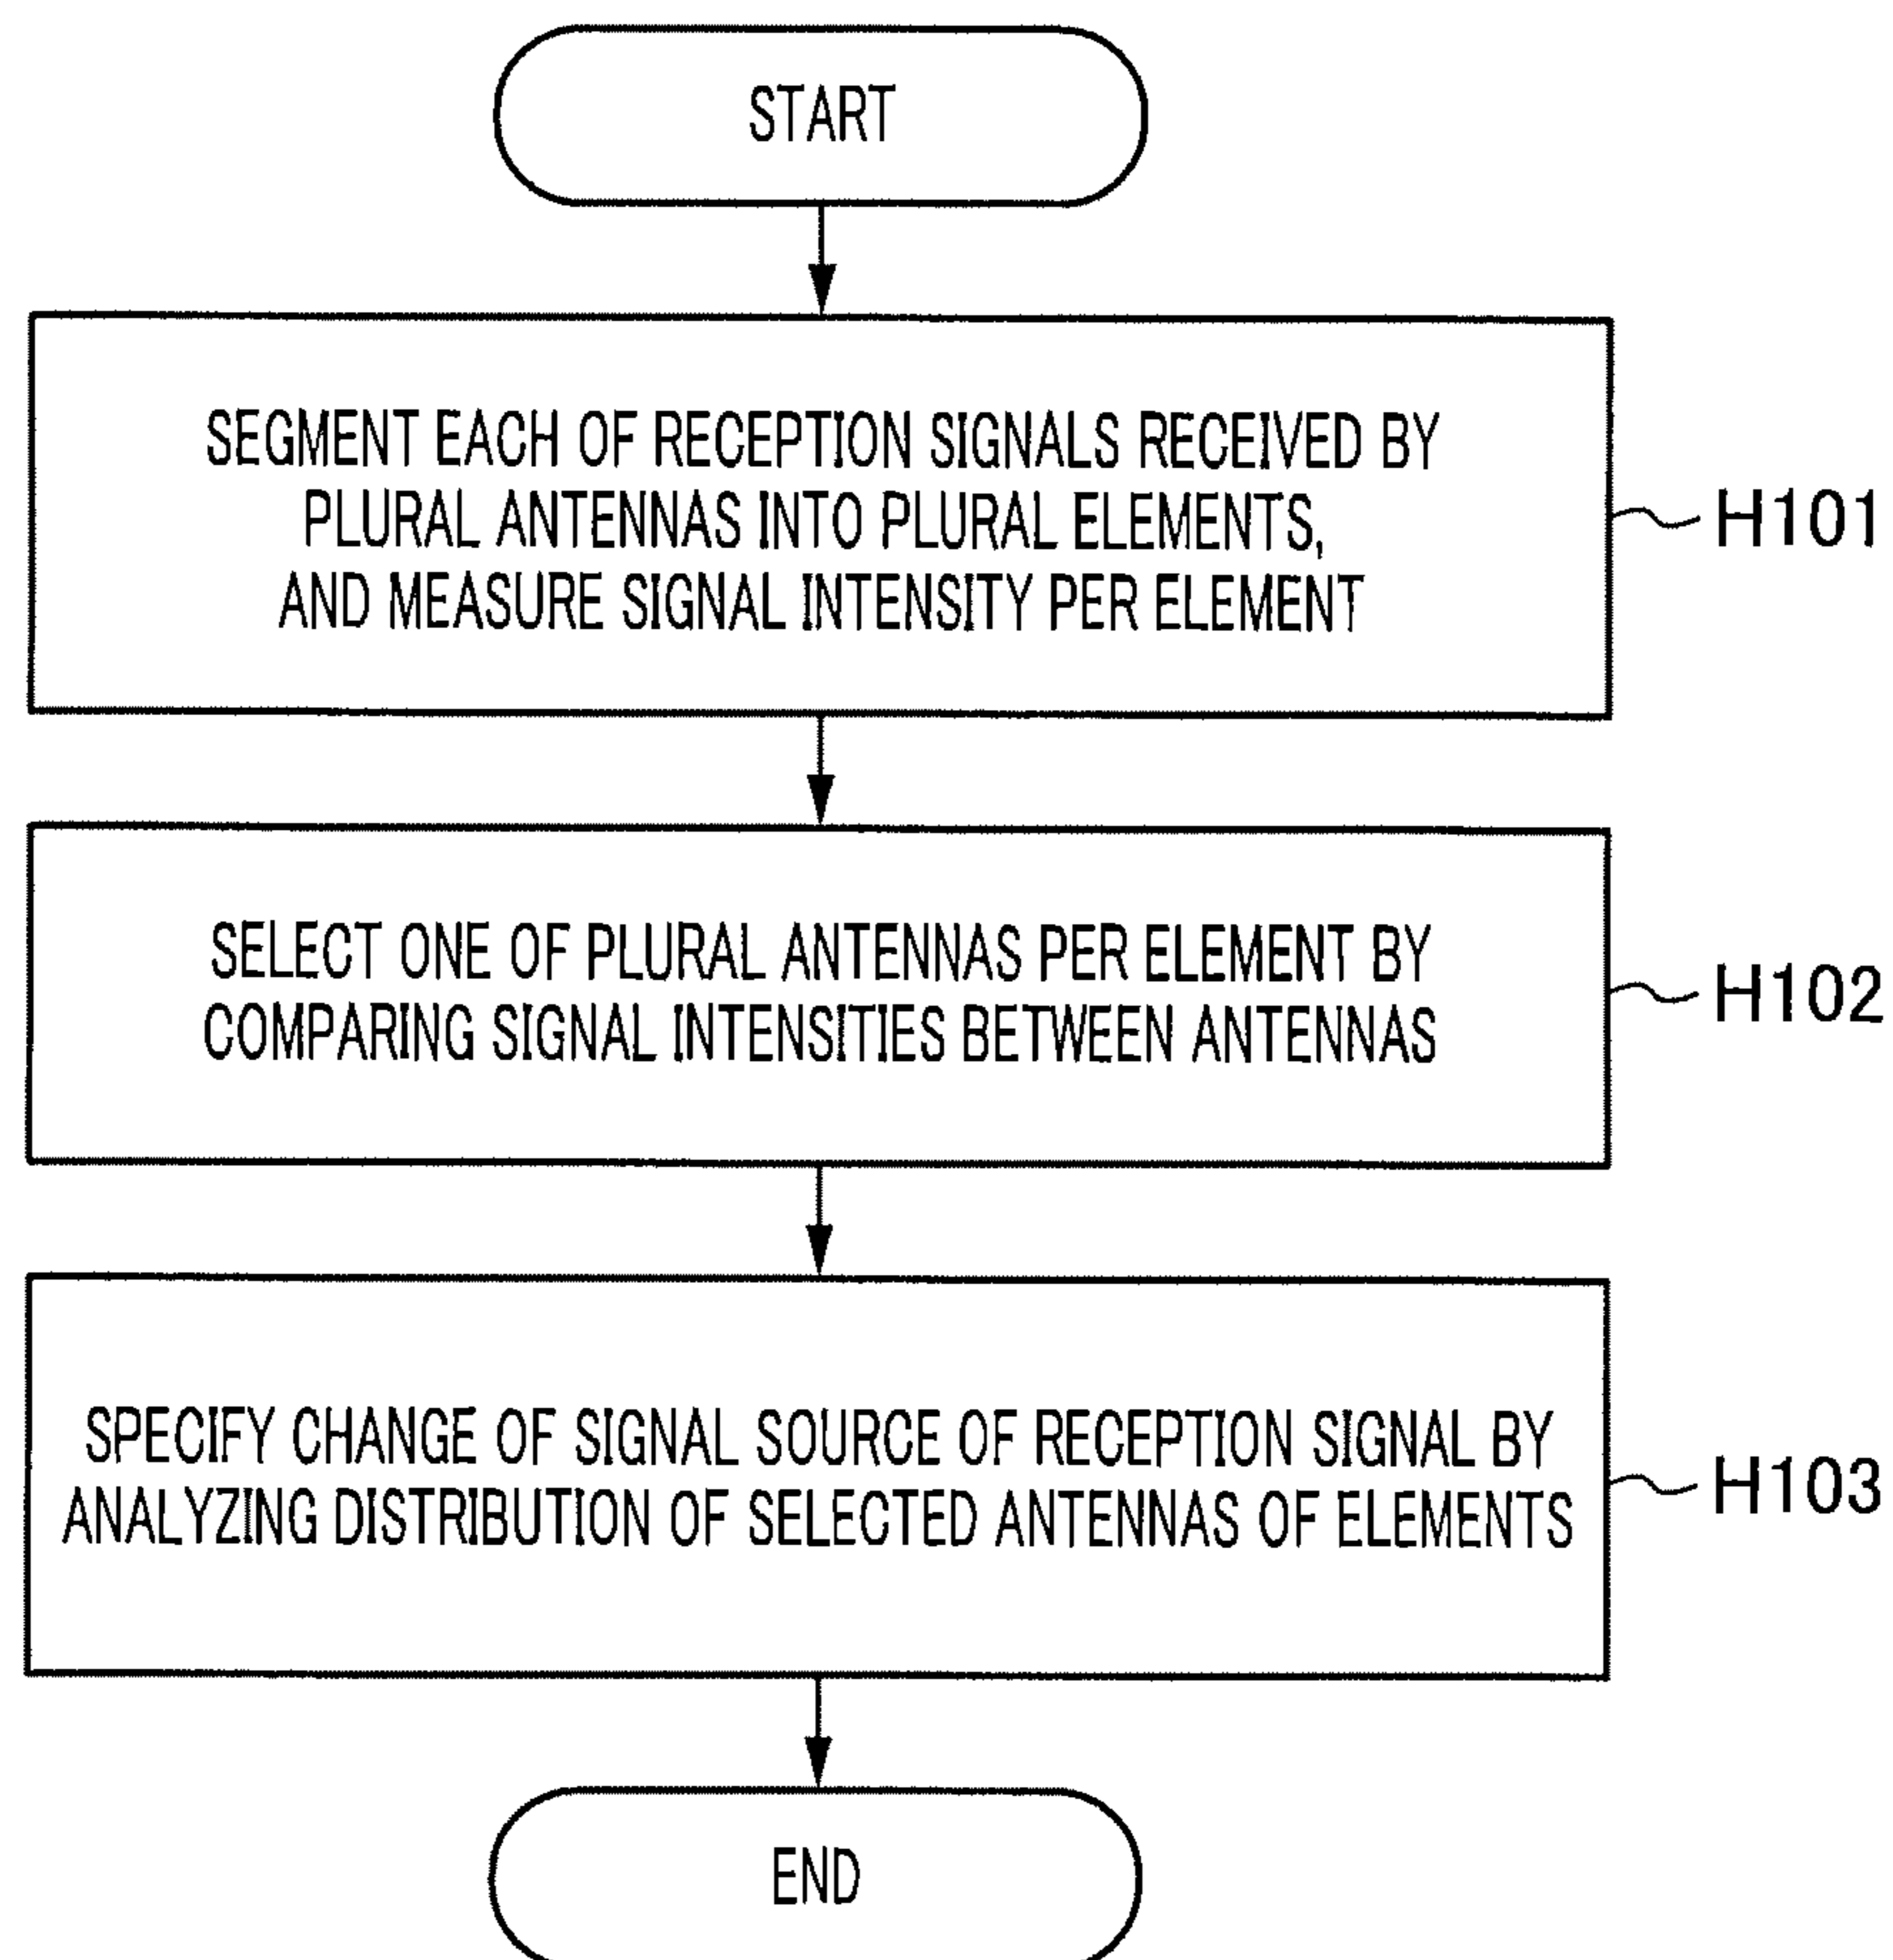 START
SEGMENT EACH OF RECEPTION SIGNALS RECEIVED BY
PLURAL ANTENNAS INTO PLURAL ELEMENTS,
AND MEASURE SIGNAL INTENSITY PER ELEMENT
H101
SELECT ONE OF PLURAL ANTENNAS PER ELEMENT BY
COMPARING SIGNAL INTENSITIES BETWEEN ANTENNAS
H102
SPECIFY CHANGE OF SIGNAL SOURCE OF RECEPTION SIGNAL BY
ANALYZING DISTRIBUTION OF SELECTED ANTENNAS OF ELEMENTS
H103
END